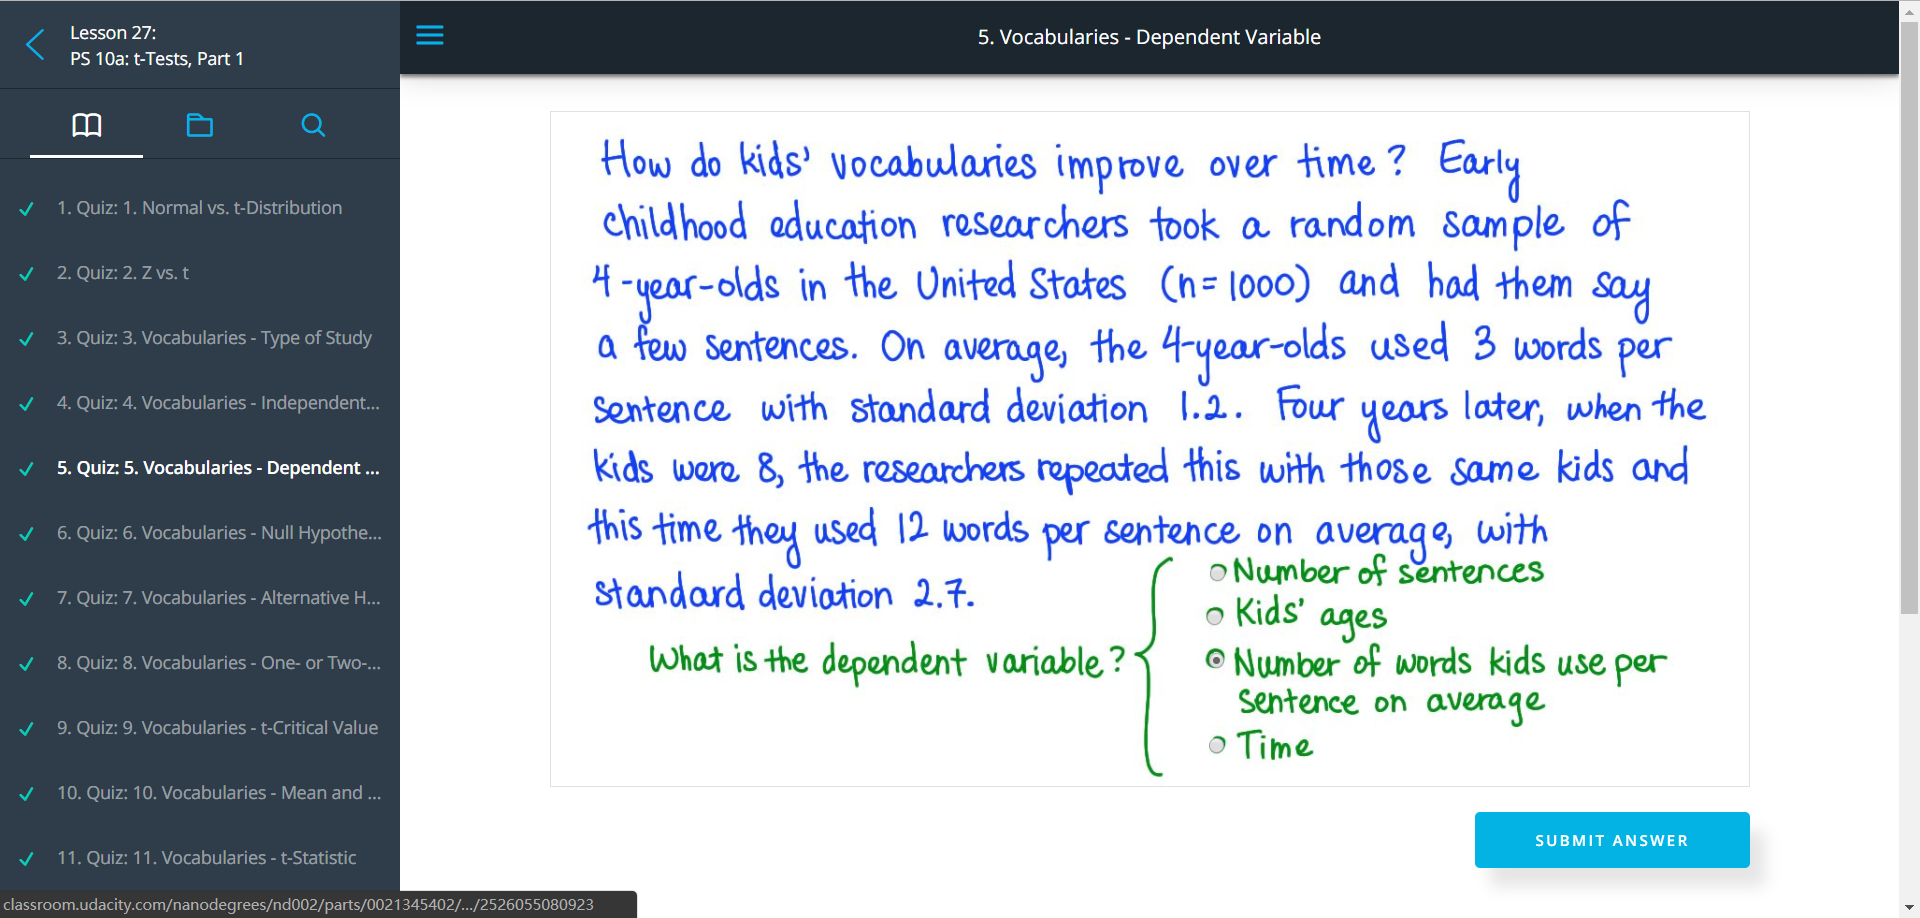 Lesson 27:
PS 10a: t-Tests, Part 1
5. Vocabularies - Dependent Variable
1. Quiz: 1. Normal vs. t-Distribution
2. Quiz: 2. Z vs. t
3. Quiz: 3. Vocabularies - Type of Study
4. Quiz: 4. Vocabularies - Independent...
5. Quiz: 5. Vocabularies - Dependent ...
6. Quiz: 6. Vocabularies - Null Hypothe...
7. Quiz: 7. Vocabularies - Alternative H...
8. Quiz: 8. Vocabularies - One- or Two-...
9. Quiz: 9. Vocabularies - t-Critical Value
10. Quiz: 10. Vocabularies - Mean and ...
11. Quiz: 11. Vocabularies - t-Statistic
classroom.udacity.com/nanodegrees/nd002/parts/0021345402/.../2526055080923
How do kids' vocabularies improve over time? Early
childhood education researchers took a random sample of
4-year-olds in the United States (n=1000) and had them say
a few sentences. On average, the 4-year-olds used 3 words per
sentence with standard deviation 1.2. Four years later, when the
kids were 8, the researchers repeated this with those same kids and
this time they used 12 words per sentence on average, with
standard deviation 2.7.
What is the dependent variable?
Number of sentences
Kids' ages
Number of words kids use per
sentence on average
Time
SUBMIT ANSWER